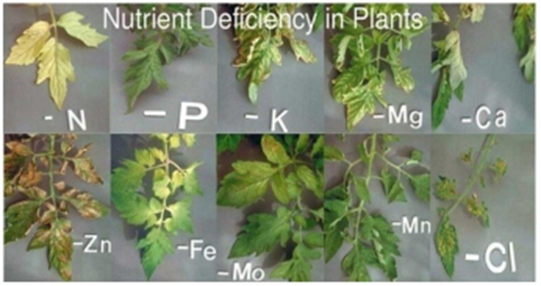 Nutrient Deficiency in Plants
- N
- P
- K
- Mg
- Ca
- Zn
- Fe
- Mo
- Mn
- Cl